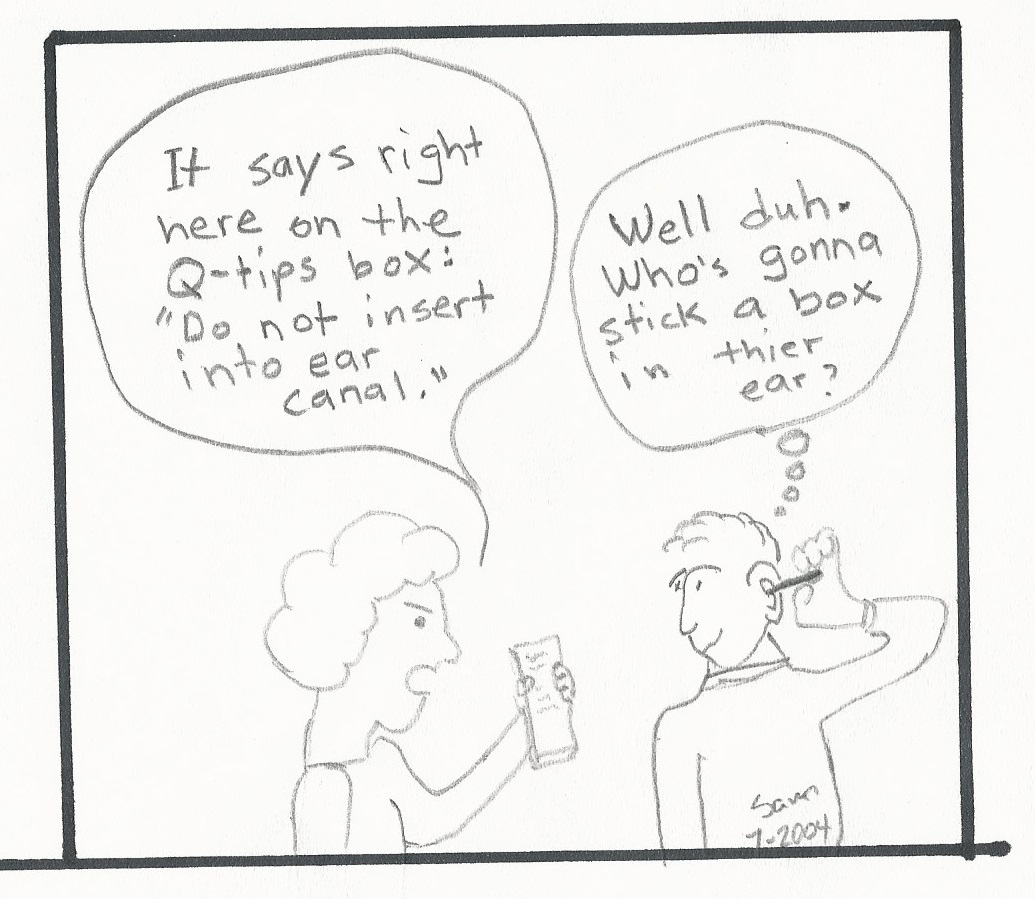 It says right
here on the
Q-tips box:
"Do not insert
into ear
canal."
Well duh.
Who's gonna
stick a box
in thier
ear?
7-2004